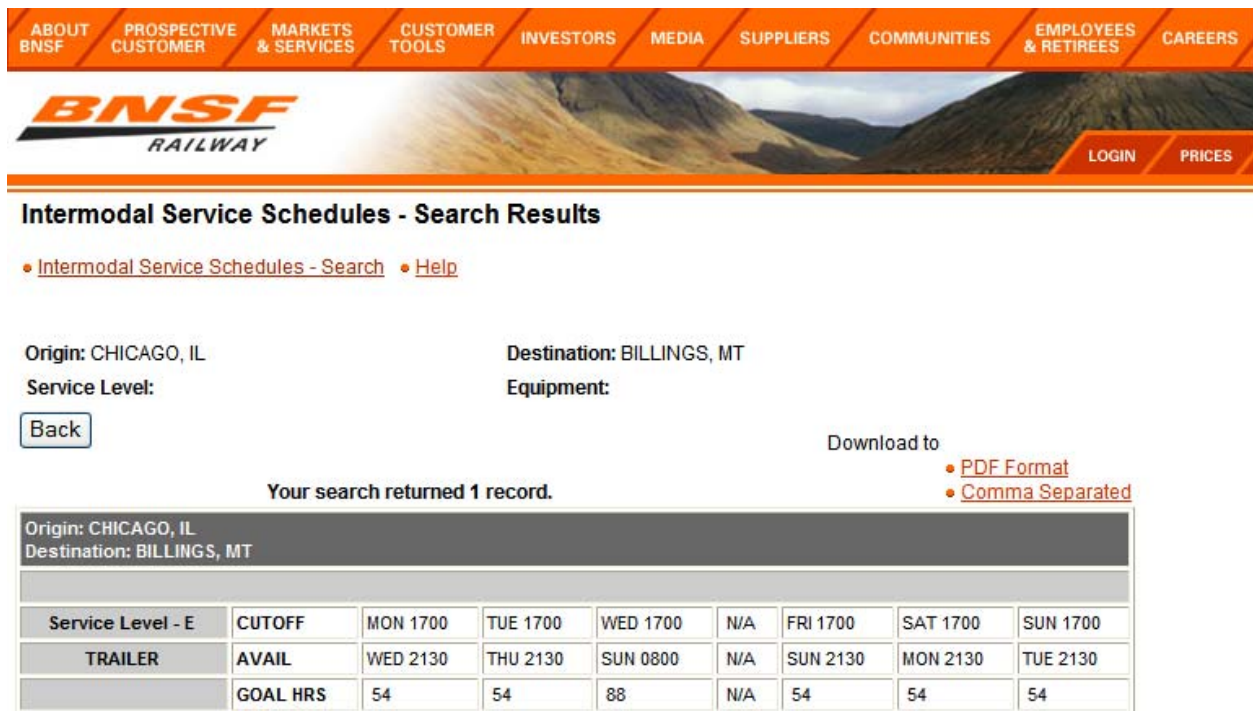 ABOUT BNSF PROSPECTIVE CUSTOMER MARKETS & SERVICES CUSTOMER TOOLS INVESTORS MEDIA SUPPLIERS COMMUNITIES EMPLOYEES & RETIREES CAREERS
BNSF
RAILWAY
LOGIN PRICES
Intermodal Service Schedules - Search Results
Intermodal Service Schedules - Search Help
Origin: CHICAGO, IL Destination: BILLINGS, MT
Service Level: Equipment:
Back
Download to
PDF Format
Your search returned 1 record. Comma Separated
Origin: CHICAGO, IL
Destination: BILLINGS, MT
Service Level - E CUTOFF MON 1700 TUE 1700 WED 1700 N/A FRI 1700 SAT 1700 SUN 1700
TRAILER AVAIL WED 2130 THU 2130 SUN 0800 N/A SUN 2130 MON 2130 TUE 2130
GOAL HRS 54 54 88 N/A 54 54 54